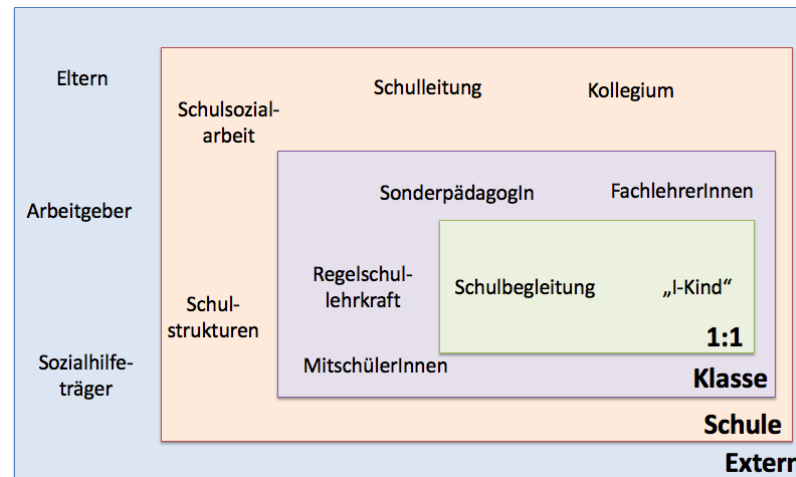 Eltern
Schulleitung
Kollegium
Schulsozial-
arbeit
SonderpädagogIn
FachlehrerInnen
Arbeitgeber
Regelschul-
lehrkraft
Schulbegleitung
„I-Kind“
Schul-
strukturen
1:1
Sozialhilfe-
träger
MitschülerInnen
Klasse
Schule
Extern